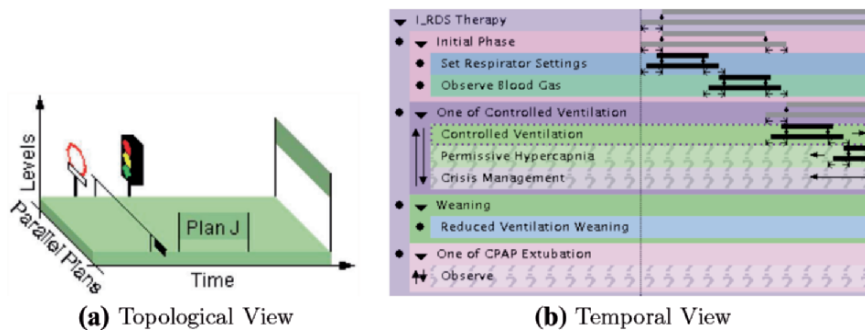 Levels
Parallel Plans
Plan J
Time
(a) Topological View
I_RDS Therapy
Initial Phase
Set Respirator Settings
Observe Blood Gas
One of Controlled Ventilation
Controlled Ventilation
Permissive Hypercapnia
Crisis Management
Weaning
Reduced Ventilation Weaning
One of CPAP Extubation
Observe
(b) Temporal View